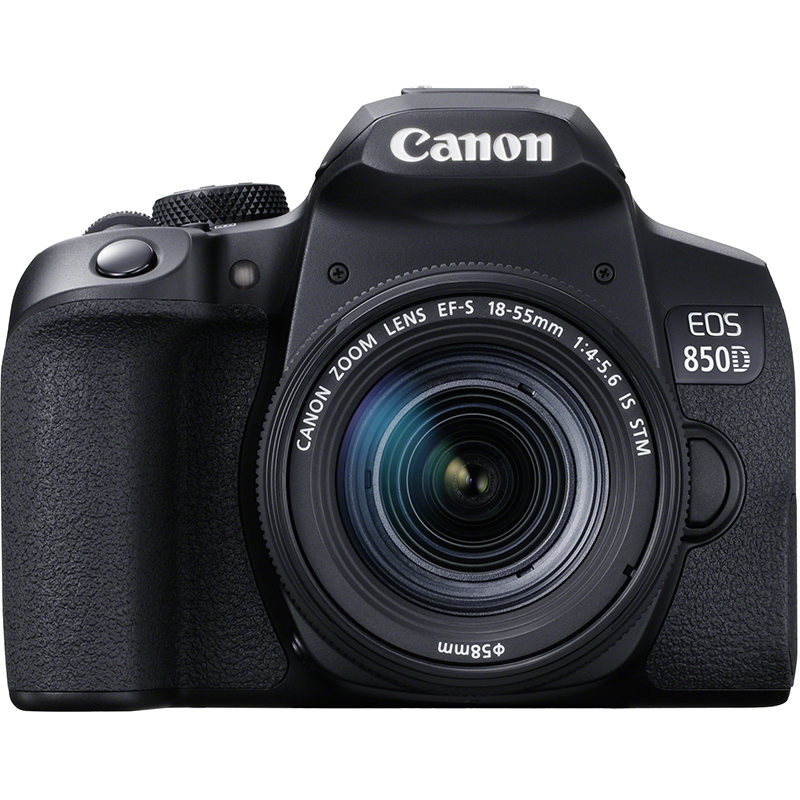 Canon
EOS
850D
CANON ZOOM LENS EF-S 18-55mm 1:4-5.6 IS STM
φ58mm